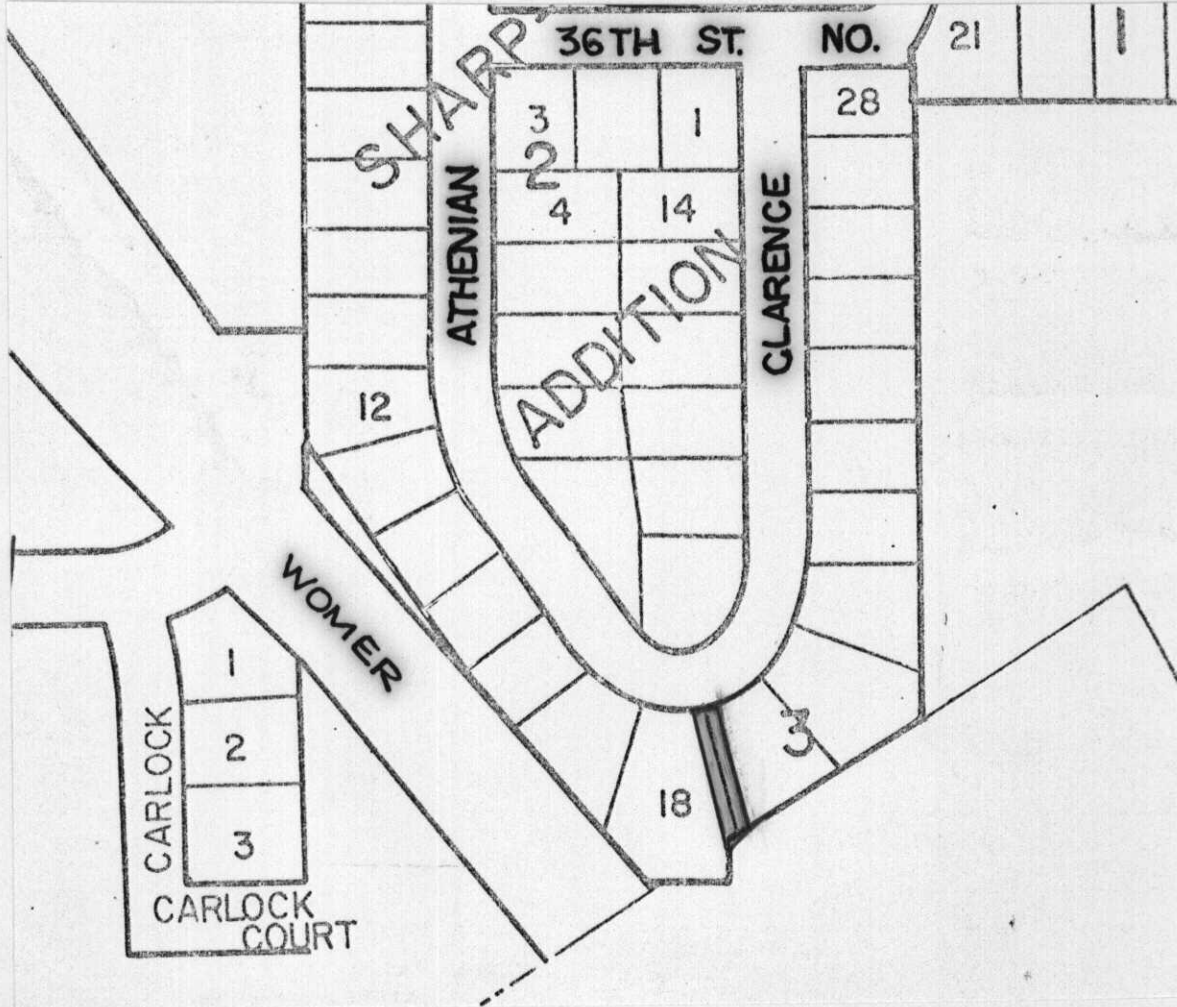 36TH ST. NO.
21
1
28
SHARP'
3
1
2
4
14
ATHENIAN
CLARENCE
ADDITION
12
WOMER
1
2
3
CARLOCK
CARLOCK
COURT
3
18